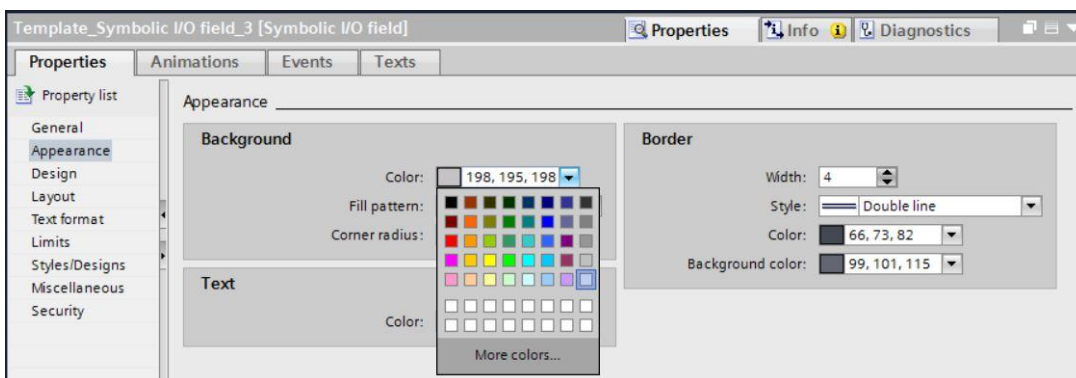 Template_Symbolic I/O field_3 [Symbolic I/O field]
Properties
Info
Diagnostics
Properties
Animations
Events
Texts
Property list
General
Appearance
Design
Layout
Text format
Limits
Styles/Designs
Miscellaneous
Security
Appearance
Background
Color: 198, 195, 198
Fill pattern:
Corner radius:
More colors...
Text
Color:
Border
Width: 4
Style: Double line
Color: 66, 73, 82
Background color: 99, 101, 115